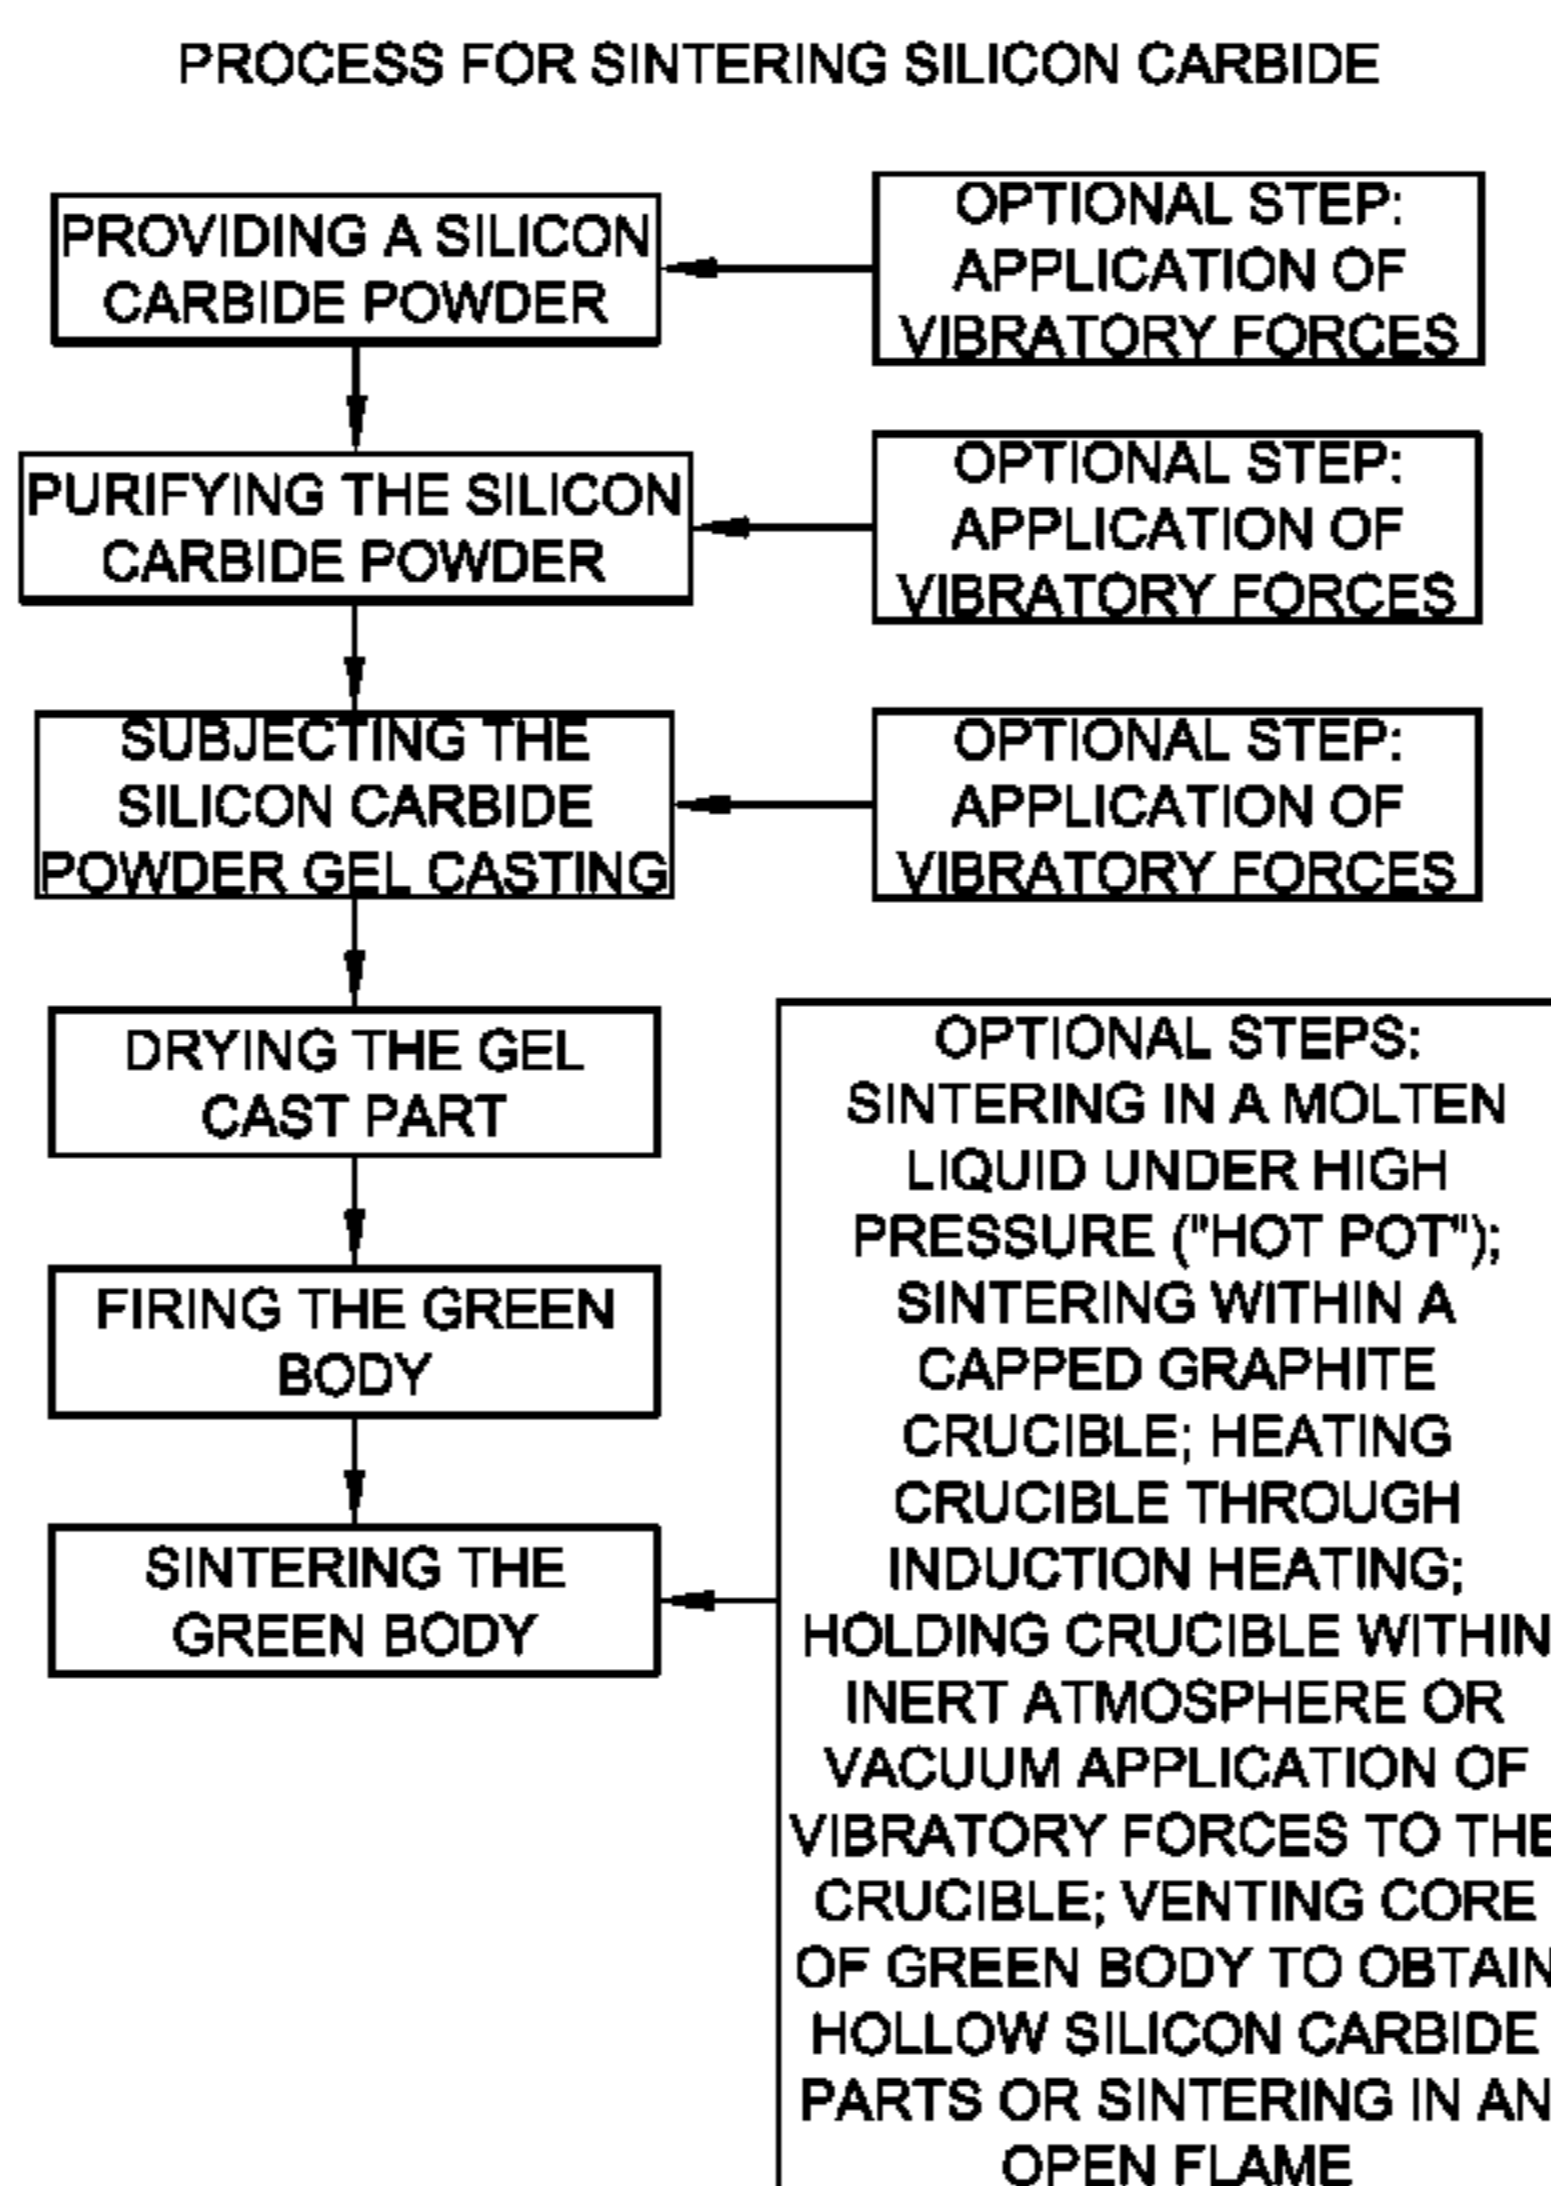 PROCESS FOR SINTERING SILICON CARBIDE
PROVIDING A SILICON
CARBIDE POWDER
OPTIONAL STEP:
APPLICATION OF
VIBRATORY FORCES
PURIFYING THE SILICON
CARBIDE POWDER
OPTIONAL STEP:
APPLICATION OF
VIBRATORY FORCES
SUBJECTING THE
SILICON CARBIDE
POWDER GEL CASTING
OPTIONAL STEP:
APPLICATION OF
VIBRATORY FORCES
DRYING THE GEL
CAST PART
FIRING THE GREEN
BODY
SINTERING THE
GREEN BODY
OPTIONAL STEPS:
SINTERING IN A MOLTEN
LIQUID UNDER HIGH
PRESSURE ("HOT POT");
SINTERING WITHIN A
CAPPED GRAPHITE
CRUCIBLE; HEATING
CRUCIBLE THROUGH
INDUCTION HEATING;
HOLDING CRUCIBLE WITHIN
INERT ATMOSPHERE OR
VACUUM APPLICATION OF
VIBRATORY FORCES TO THE
CRUCIBLE; VENTING CORE
OF GREEN BODY TO OBTAIN
HOLLOW SILICON CARBIDE
PARTS OR SINTERING IN AN
OPEN FLAME